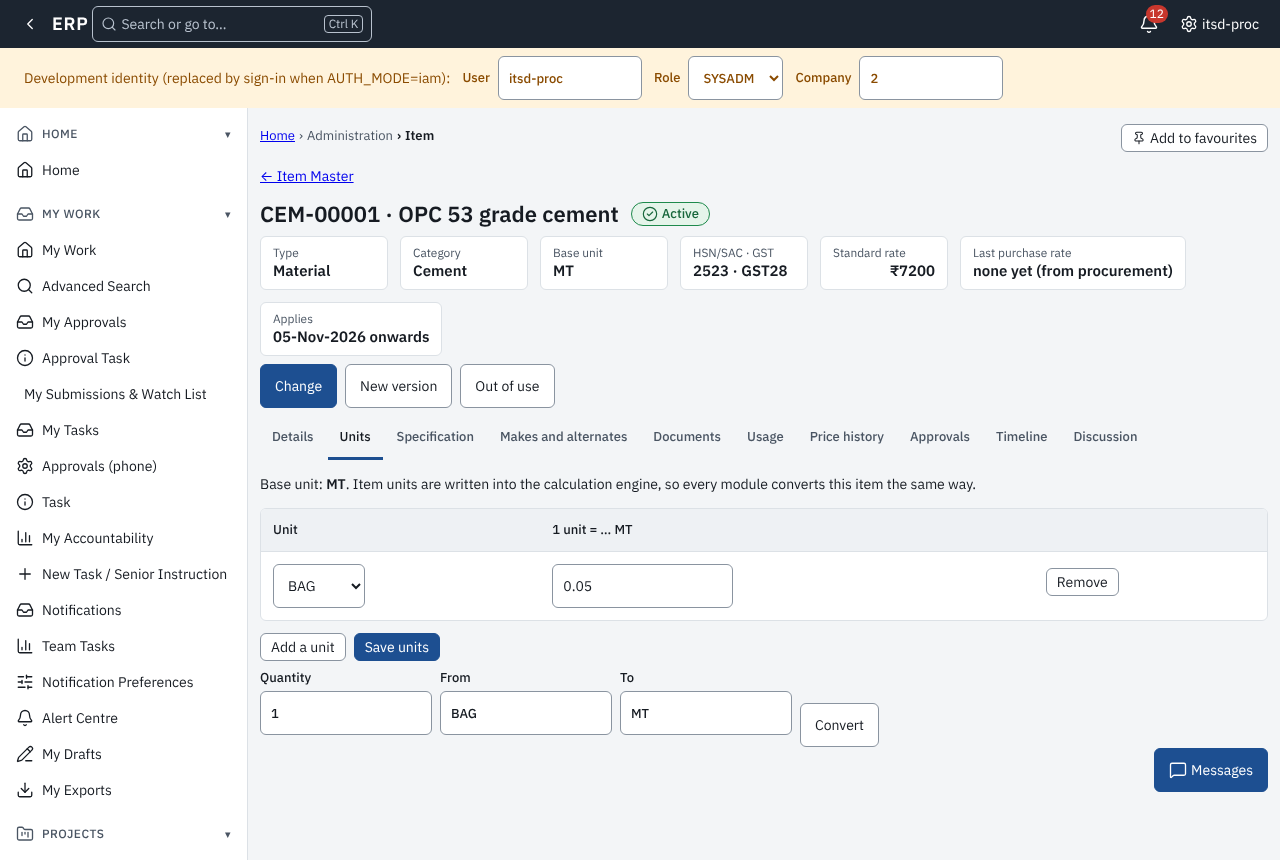 ERP
Search or go to...
Ctrl K
12
itsd-proc
Development identity (replaced by sign-in when AUTH_MODE=iam):
User
itsd-proc
Role
SYSADM
Company
2
HOME
Home
MY WORK
My Work
Advanced Search
My Approvals
Approval Task
My Submissions & Watch List
My Tasks
Approvals (phone)
Task
My Accountability
New Task / Senior Instruction
Notifications
Team Tasks
Notification Preferences
Alert Centre
My Drafts
My Exports
PROJECTS
Home › Administration › Item
Add to favourites
← Item Master
CEM-00001 · OPC 53 grade cement
Active
Type
Material
Category
Cement
Base unit
MT
HSN/SAC · GST
2523 · GST28
Standard rate
₹7200
Last purchase rate
none yet (from procurement)
Applies
05-Nov-2026 onwards
Change
New version
Out of use
Details
Units
Specification
Makes and alternates
Documents
Usage
Price history
Approvals
Timeline
Discussion
Base unit: MT. Item units are written into the calculation engine, so every module converts this item the same way.
Unit
1 unit = ... MT
BAG
0.05
Remove
Add a unit
Save units
Quantity
From
To
1
BAG
MT
Convert
Messages